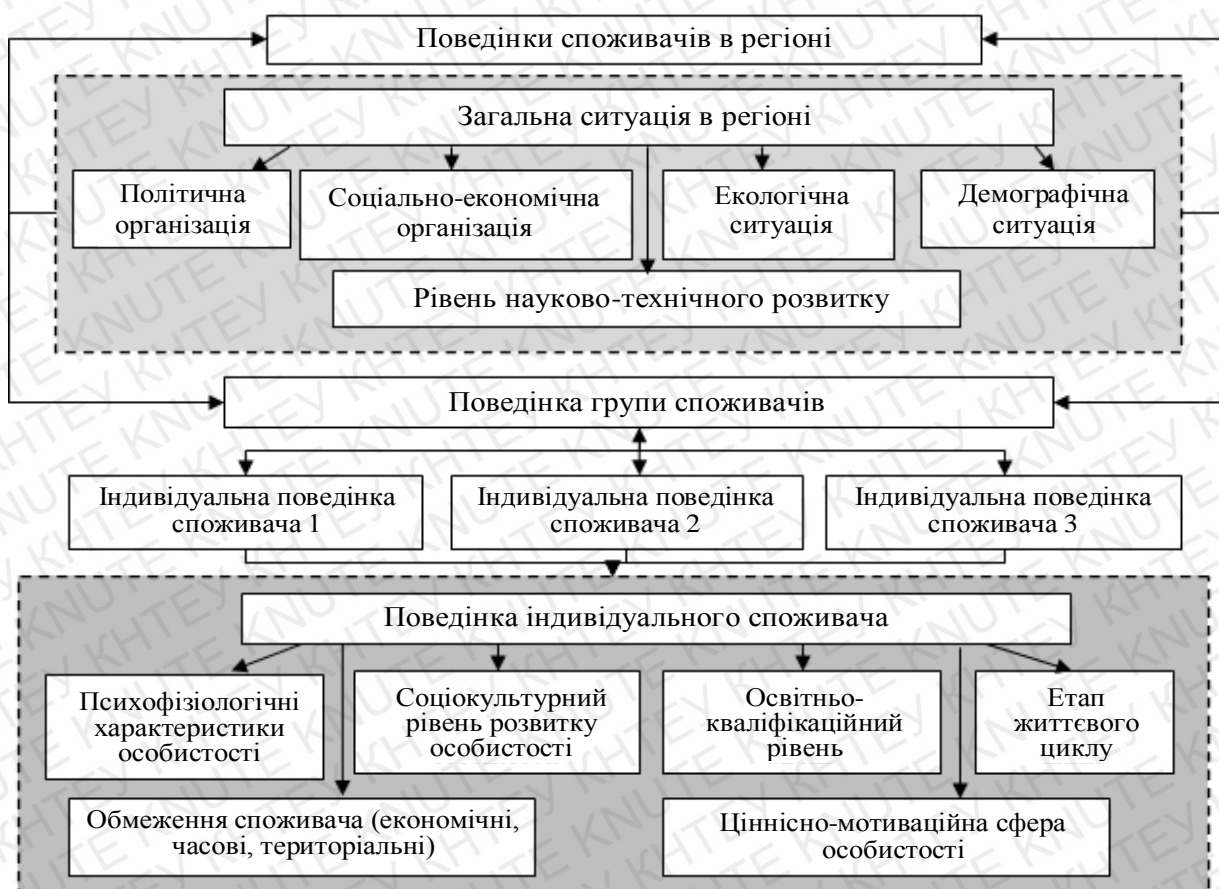 Поведінки споживачів в регіоні
Загальна ситуація в регіоні
Політична
організація
Соціально-економічна
організація
Екологічна
ситуація
Демографічна
ситуація
Рівень науково-технічного розвитку
Поведінка групи споживачів
Індивідуальна поведінка
споживача 1
Індивідуальна поведінка
споживача 2
Індивідуальна поведінка
споживача 3
Поведінка індивідуального споживача
Психофізіологічні
характеристики
особистості
Соціокультурний
рівень розвитку
особистості
Освітньо-
кваліфікаційний
рівень
Етап
життєвого
циклу
Обмеження споживача (економічні,
часові, територіальні)
Ціннісно-мотиваційна сфера
особистості